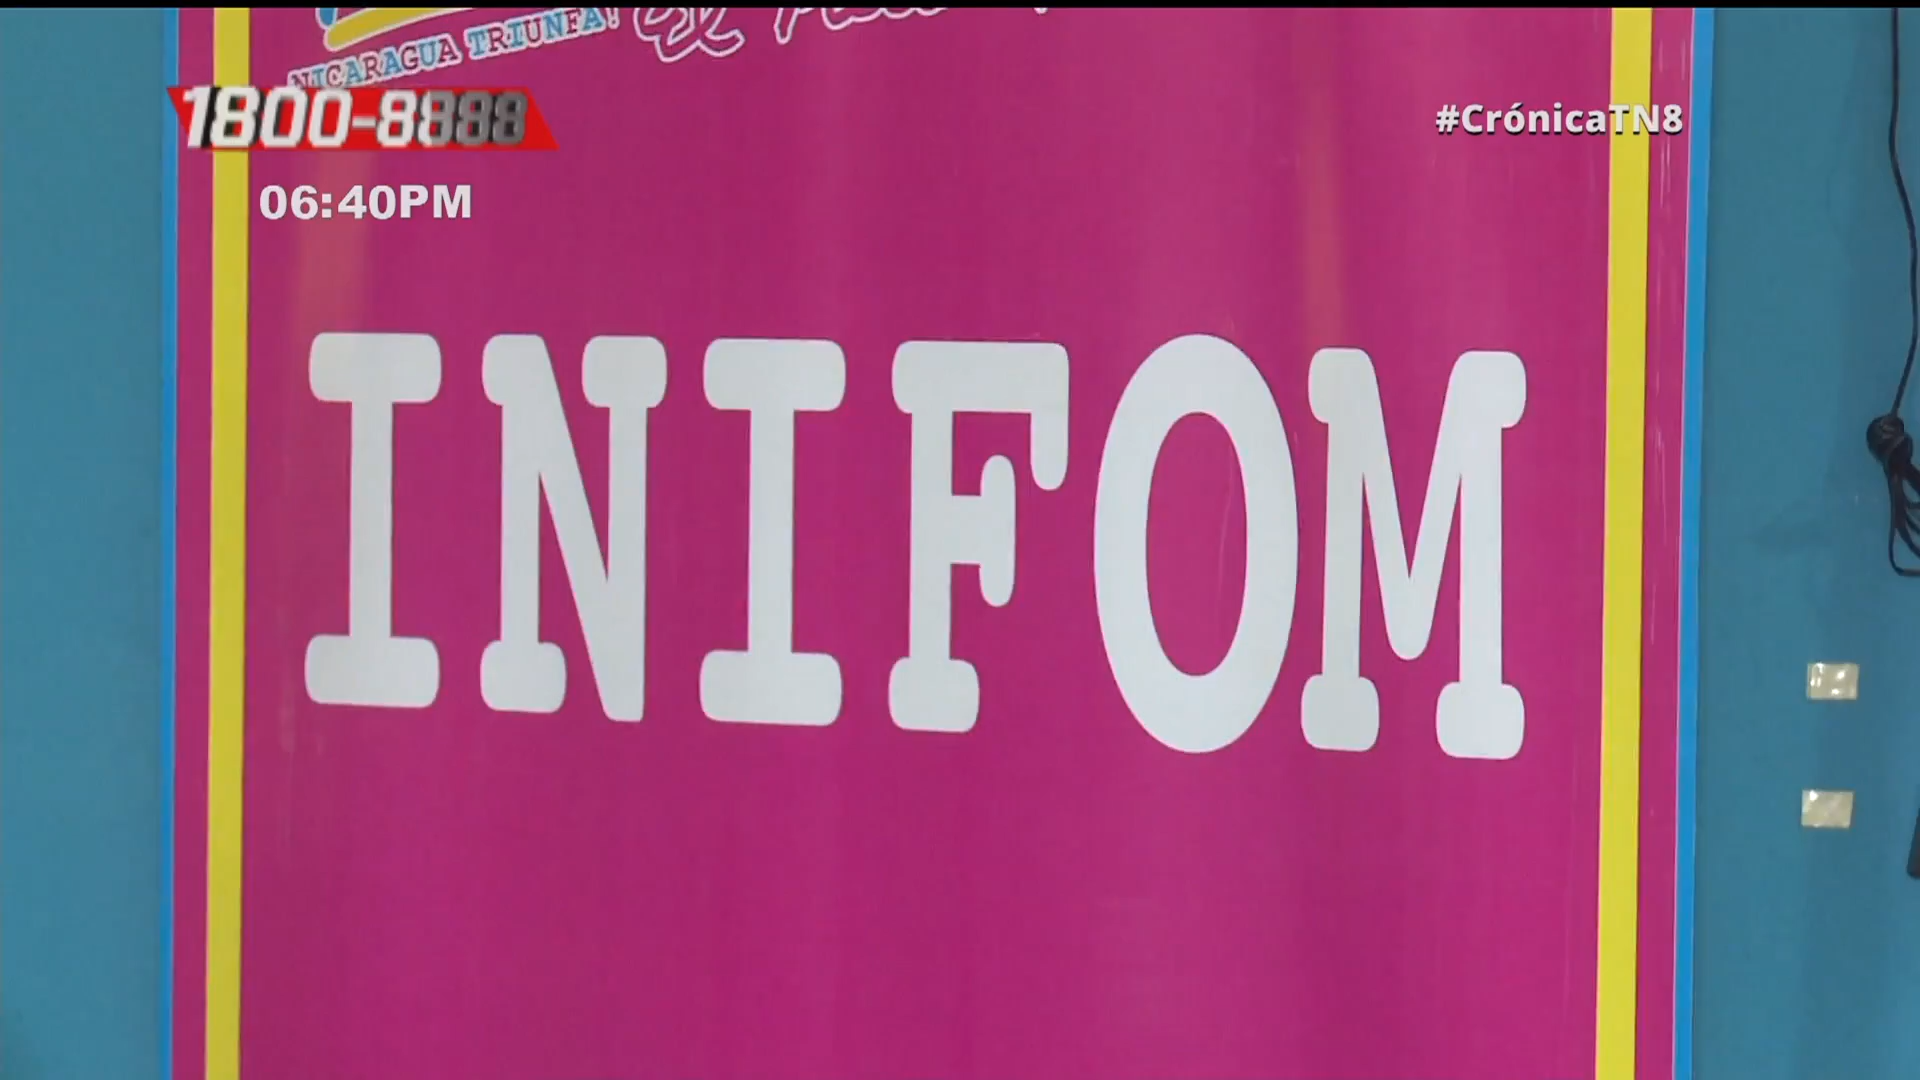 NICARAGUA TRIUNFA!
1800-8888
#CrónicaTN8
06:40PM
INIFOM